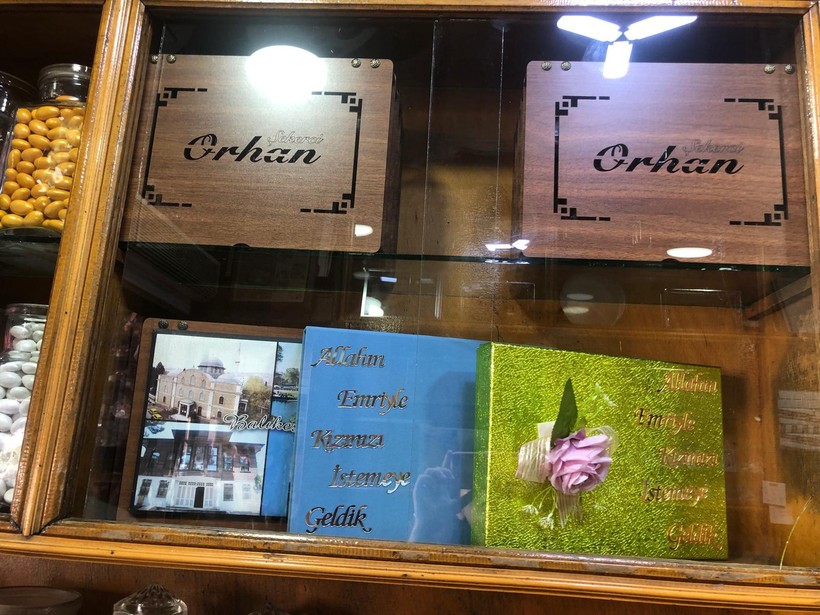 Şekerci
Orhan
Şekerci
Orhan
Balıkes
Allahın
Emriyle
Kızınızı
İstemeye
Geldik
Allahın
Emriyle
Kızınızı
İstemeye
Geldik